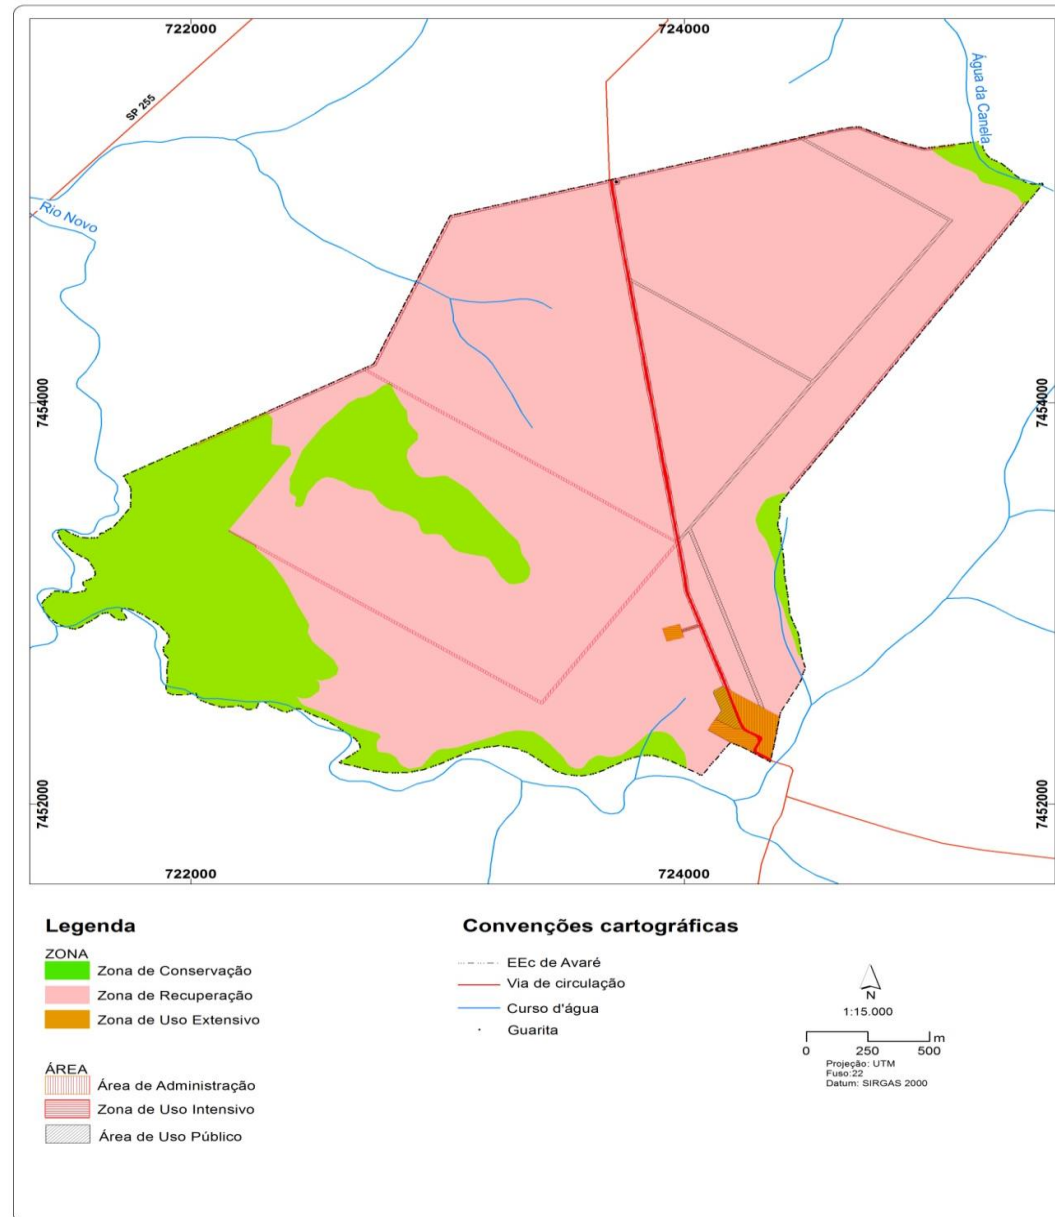 722000
724000
SP 255
Água da Canela
Rio Novo
7454000
7454000
7452000
7452000
722000
724000
Legenda
ZONA
Zona de Conservação
Zona de Recuperação
Zona de Uso Extensivo
ÁREA
Área de Administração
Zona de Uso Intensivo
Área de Uso Público
Convenções cartográficas
EEc de Avaré
Via de circulação
Curso d'água
Guarita
N
1:15.000
m
0 250 500
Projeção: UTM
Fuso:22
Datum: SIRGAS 2000